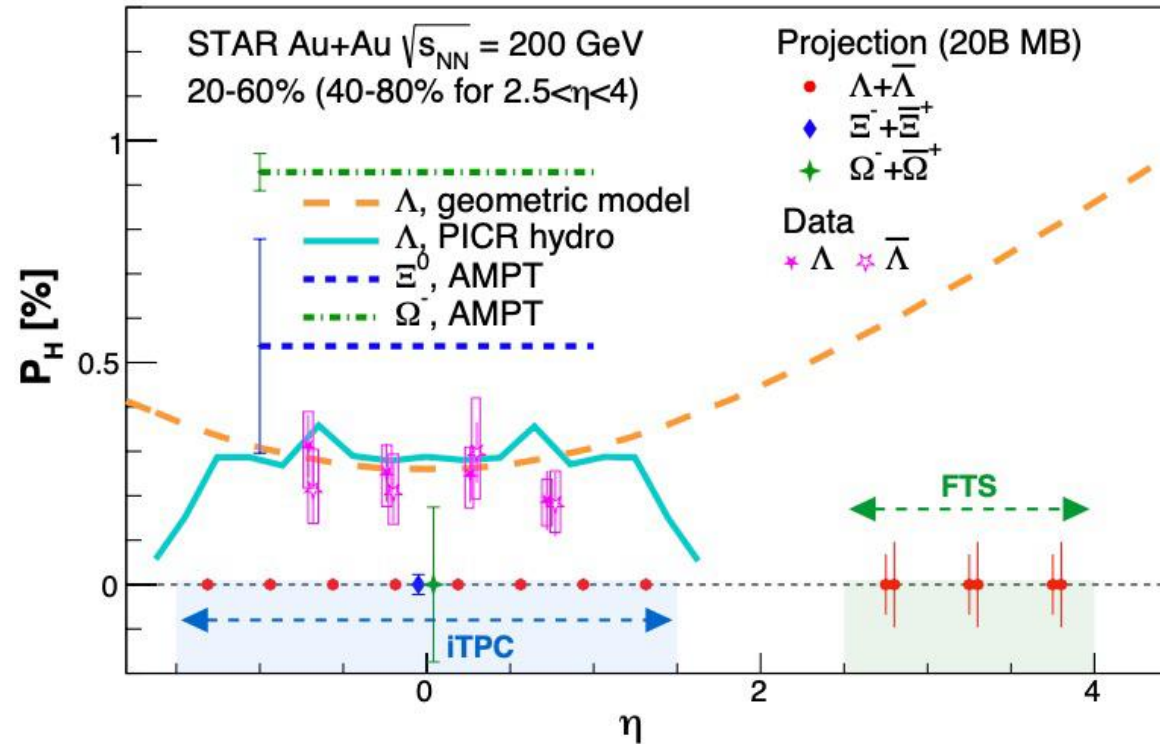 STAR Au+Au √s_NN = 200 GeV
20-60% (40-80% for 2.5<η<4)
Projection (20B MB)
Λ+Λ̅
Ξ⁻+Ξ̅⁺
Ω⁻+Ω̅⁺
Data
Λ Λ̅
Λ, geometric model
Λ, PICR hydro
Ξ⁰, AMPT
Ω⁻, AMPT
P_H [%]
1
0.5
0
FTS
iTPC
0 2 4
η